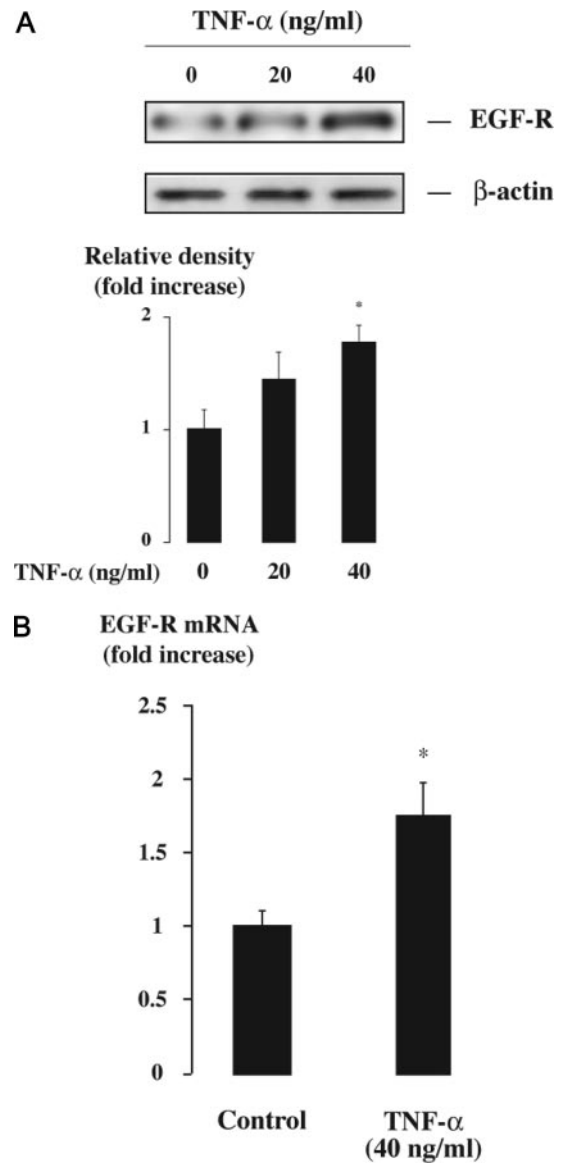 A
TNF-α (ng/ml)
0 20 40
— EGF-R
— β-actin
Relative density
(fold increase)
2
*
1
0
TNF-α (ng/ml) 0 20 40
B
EGF-R mRNA
(fold increase)
2.5
*
2
1.5
1
0.5
0
Control TNF-α
(40 ng/ml)